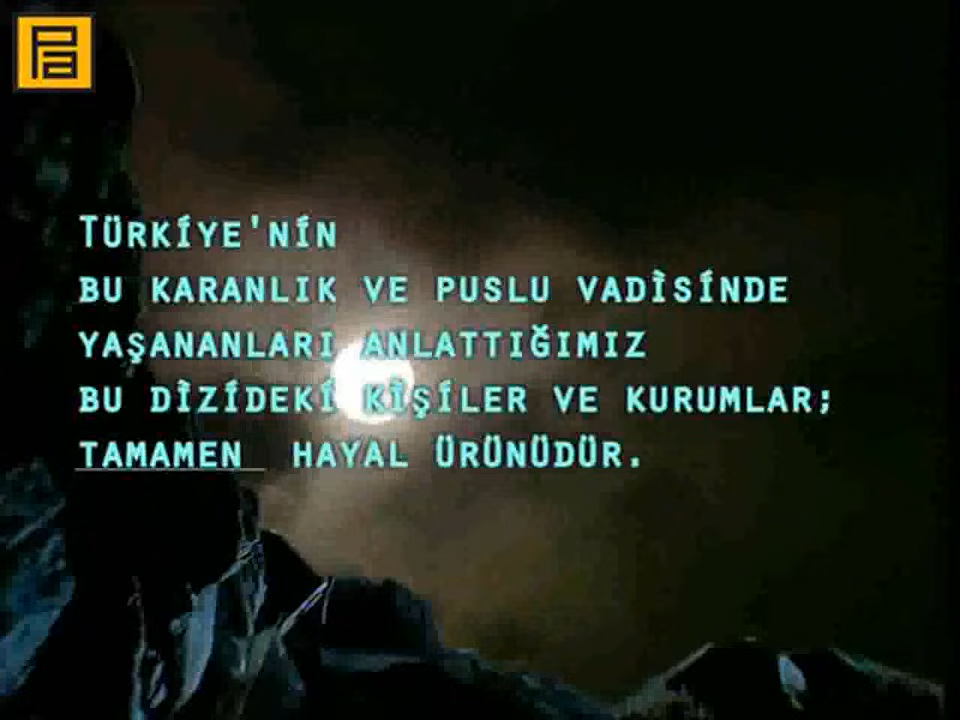 Pa
TÜRKİYE'NİN
BU KARANLIK VE PUSLU VADİSİNDE
YAŞANANLARI ANLATTIĞIMIZ
BU DİZİDEKİ KİŞİLER VE KURUMLAR;
TAMAMEN HAYAL ÜRÜNÜDÜR.